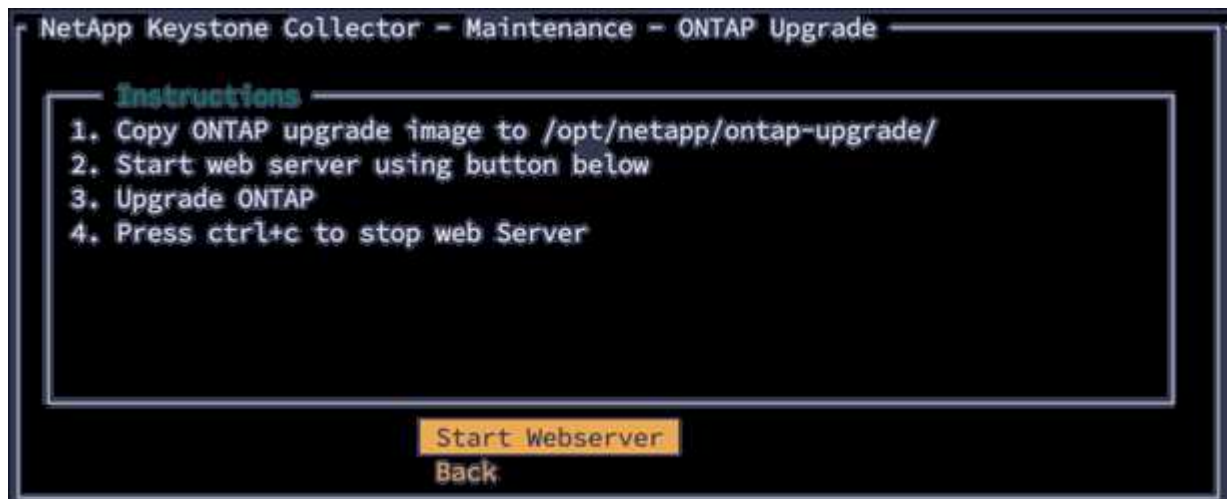 NetApp Keystone Collector - Maintenance - ONTAP Upgrade
Instructions
1. Copy ONTAP upgrade image to /opt/netapp/ontap-upgrade/
2. Start web server using button below
3. Upgrade ONTAP
4. Press ctrl+c to stop web Server
Start Webserver
Back